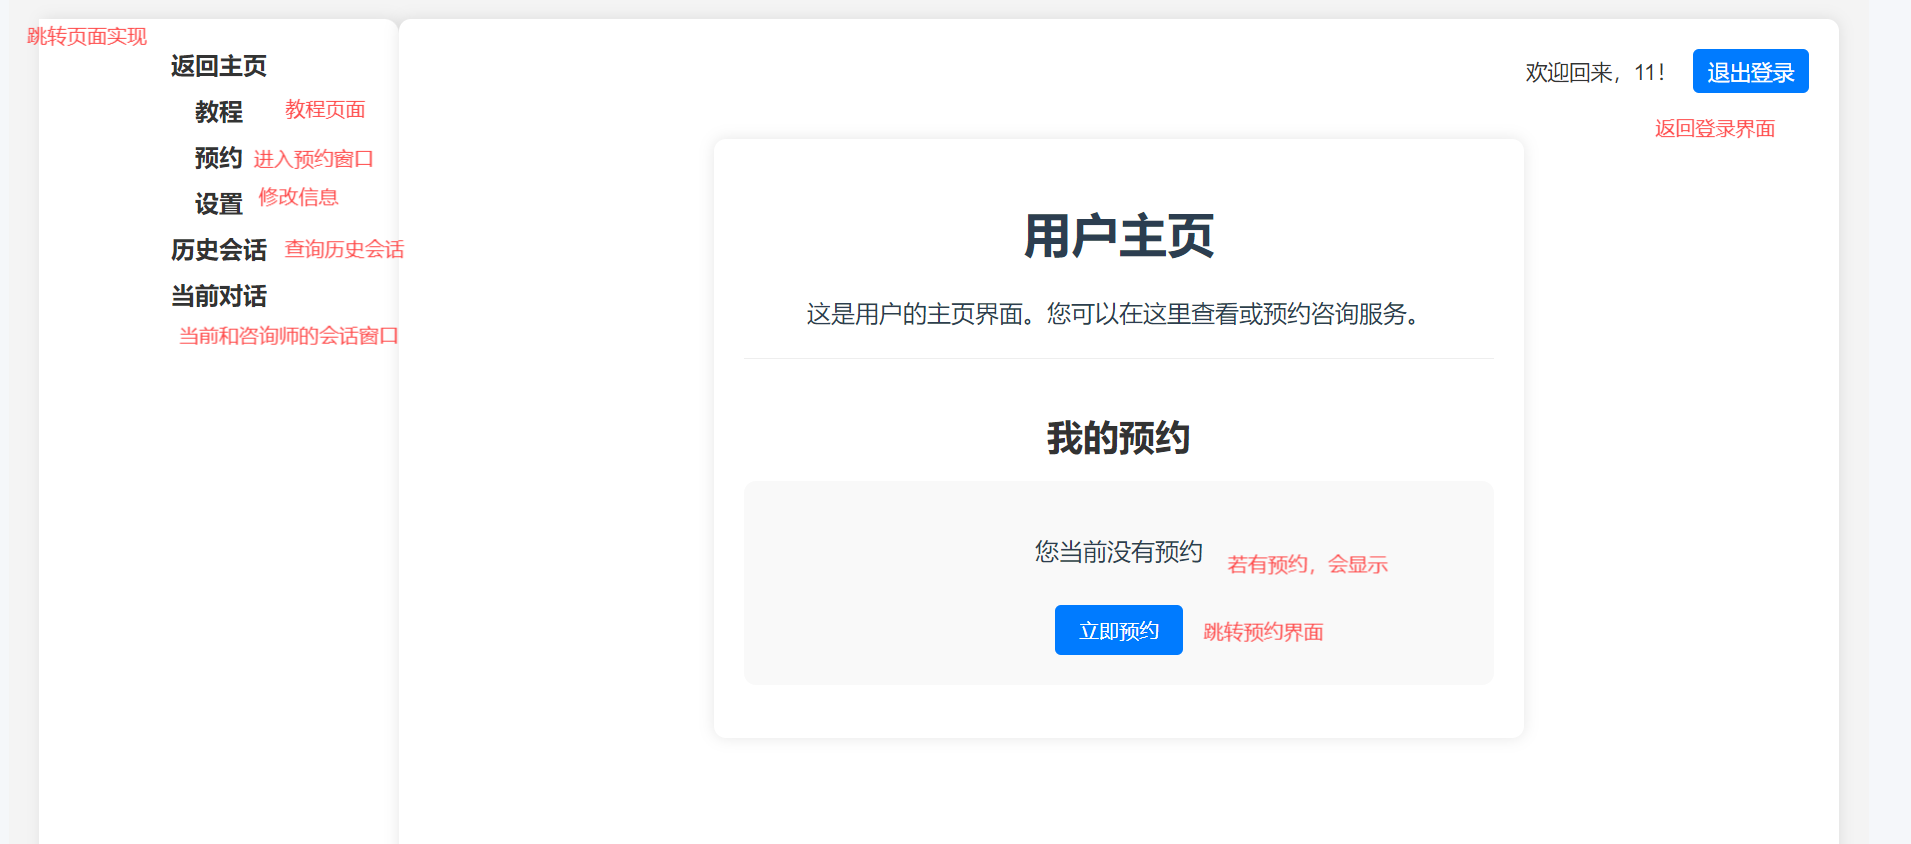 跳转页面实现
返回主页
教程 教程页面
预约 进入预约窗口
设置 修改信息
历史会话 查询历史会话
当前对话
当前和咨询师的会话窗口
欢迎回来，11！ 退出登录
返回登录界面
用户主页
这是用户的主页界面。您可以在这里查看或预约咨询服务。
我的预约
您当前没有预约 若有预约，会显示
立即预约 跳转预约界面